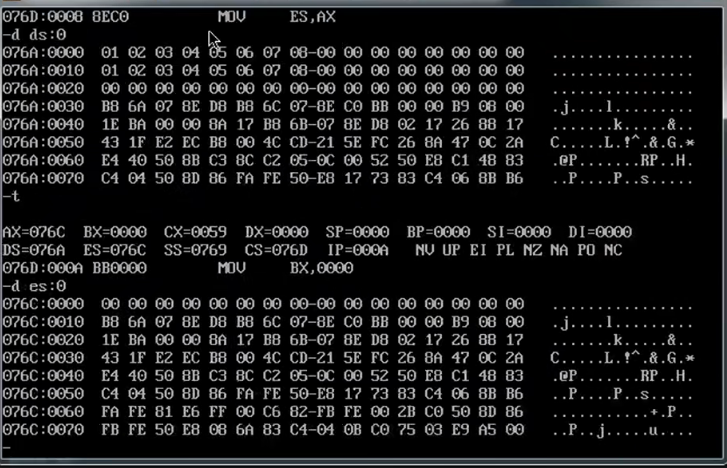 076D:0008 8EC0 MOV ES,AX
-d ds:0
076A:0000 01 02 03 04 05 06 07 08-00 00 00 00 00 00 00 00 ................
076A:0010 01 02 03 04 05 06 07 08-00 00 00 00 00 00 00 00 ................
076A:0020 00 00 00 00 00 00 00 00-00 00 00 00 00 00 00 00 ................
076A:0030 B8 6A 07 8E D8 B8 6C 07-8E C0 BB 00 00 B9 08 00 .j....l.........
076A:0040 1E BA 00 00 8A 17 B8 6B-07 8E D8 02 17 26 88 17 .......k.....&..
076A:0050 43 1F E2 EC B8 00 4C CD-21 5E FC 26 8A 47 0C 2A C.....L.!^.&.G.*
076A:0060 E4 40 50 8B C3 8C C2 05-0C 00 52 50 E8 C1 48 83 .@P.......RP..H.
076A:0070 C4 04 50 8D 86 FA FE 50-E8 17 73 83 C4 06 8B B6 ..P....P..s.....
-t
AX=076C BX=0000 CX=0059 DX=0000 SP=0000 BP=0000 SI=0000 DI=0000
DS=076A ES=076C SS=0769 CS=076D IP=000A NV UP EI PL NZ NA PO NC
076D:000A BB0000 MOV BX,0000
-d es:0
076C:0000 00 00 00 00 00 00 00 00-00 00 00 00 00 00 00 00 ................
076C:0010 B8 6A 07 8E D8 B8 6C 07-8E C0 BB 00 00 B9 08 00 .j....l.........
076C:0020 1E BA 00 00 8A 17 B8 6B-07 8E D8 02 17 26 88 17 .......k.....&..
076C:0030 43 1F E2 EC B8 00 4C CD-21 5E FC 26 8A 47 0C 2A C.....L.!^.&.G.*
076C:0040 E4 40 50 8B C3 8C C2 05-0C 00 52 50 E8 C1 48 83 .@P.......RP..H.
076C:0050 C4 04 50 8D 86 FA FE 50-E8 17 73 83 C4 06 8B B6 ..P....P..s.....
076C:0060 FA FE 81 E6 FF 00 C6 82-FB FE 00 2B C0 50 8D 86 ...........+.P..
076C:0070 FB FE 50 E8 08 6A 83 C4-04 0B C0 75 03 E9 A5 00 ..P..j.....u....
-